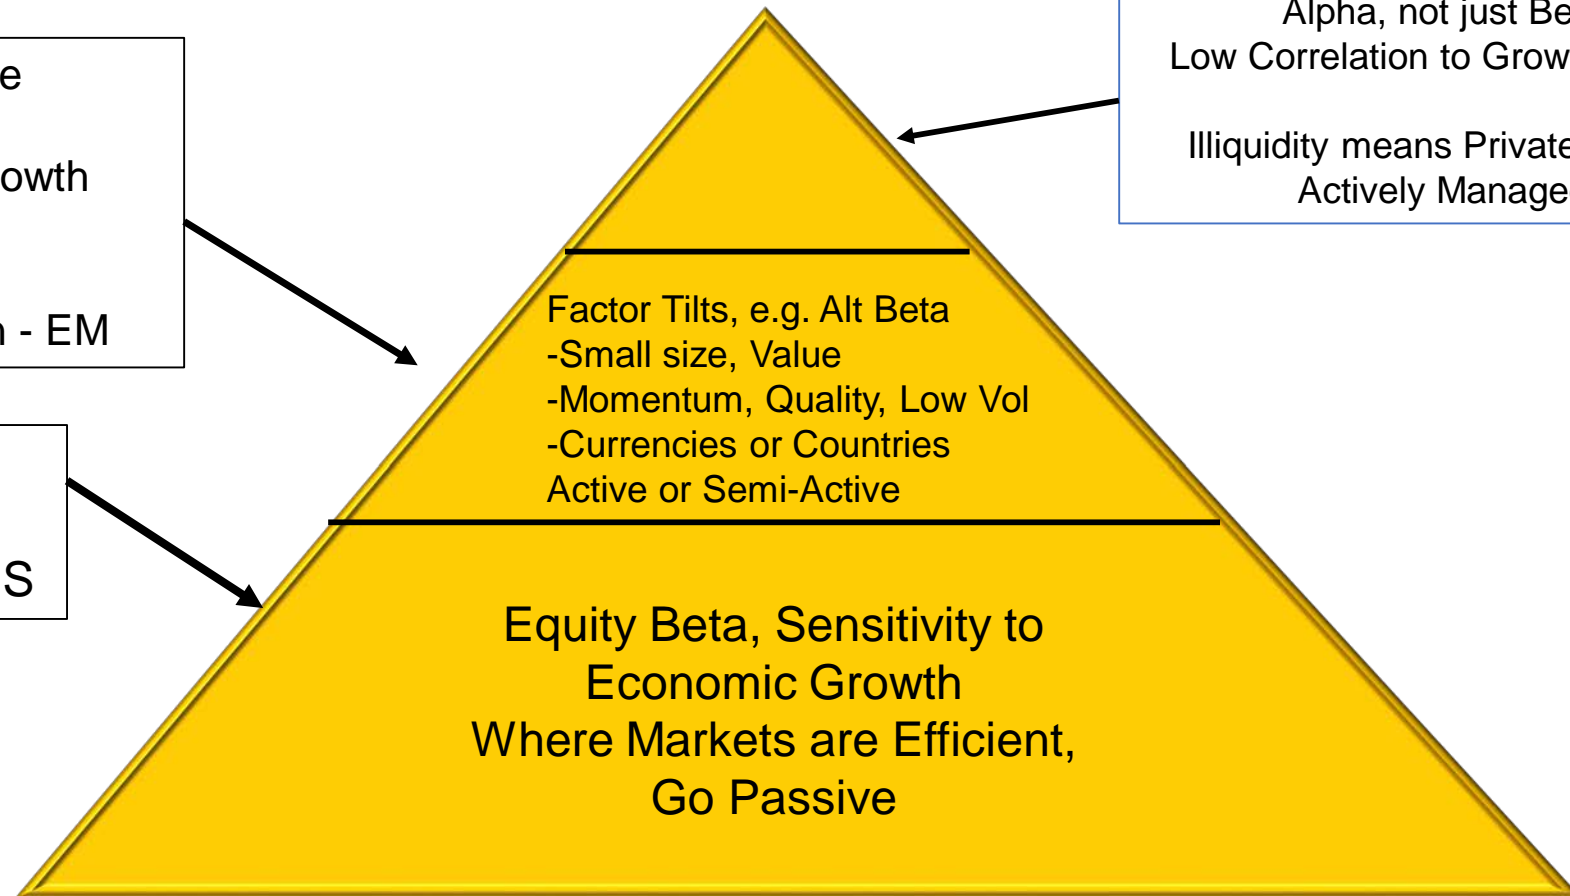 Alpha, not just Be
Low Correlation to Grow
Illiquidity means Private
Actively Manage
e
owth
n - EM
S
Factor Tilts, e.g. Alt Beta
-Small size, Value
-Momentum, Quality, Low Vol
-Currencies or Countries
Active or Semi-Active
Equity Beta, Sensitivity to
Economic Growth
Where Markets are Efficient,
Go Passive